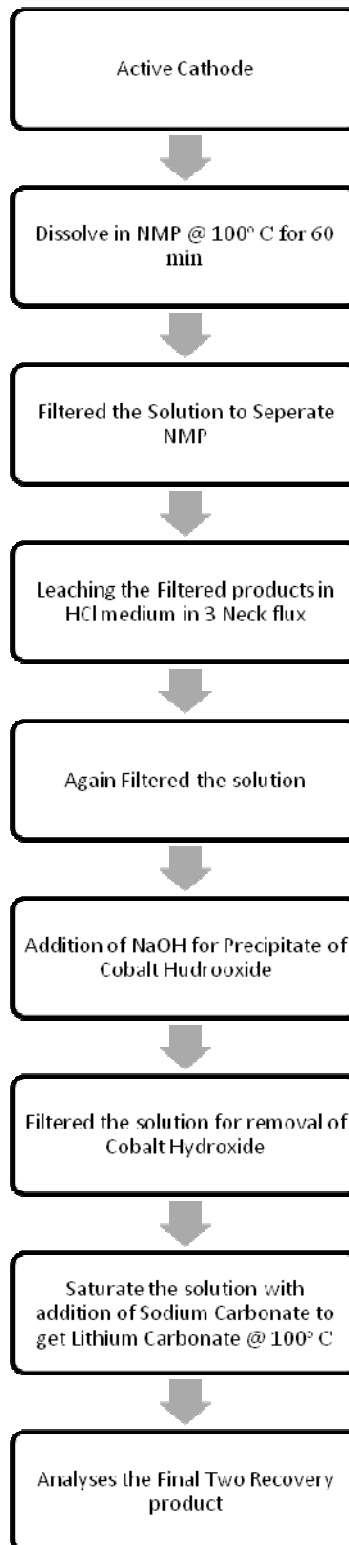 Active Cathode
Dissolve in NMP @ 100° C for 60
min
Filtered the Solution to Seperate
NMP
Leaching the Filtered products in
HCl medium in 3 Neck flux
Again Filtered the solution
Addition of NaOH for Precipitate of
Cobalt Hudrooxide
Filtered the solution for removal of
Cobalt Hydroxide
Saturate the solution with
addition of Sodium Carbonate to
get Lithium Carbonate @ 100° C
Analyses the Final Two Recovery
product